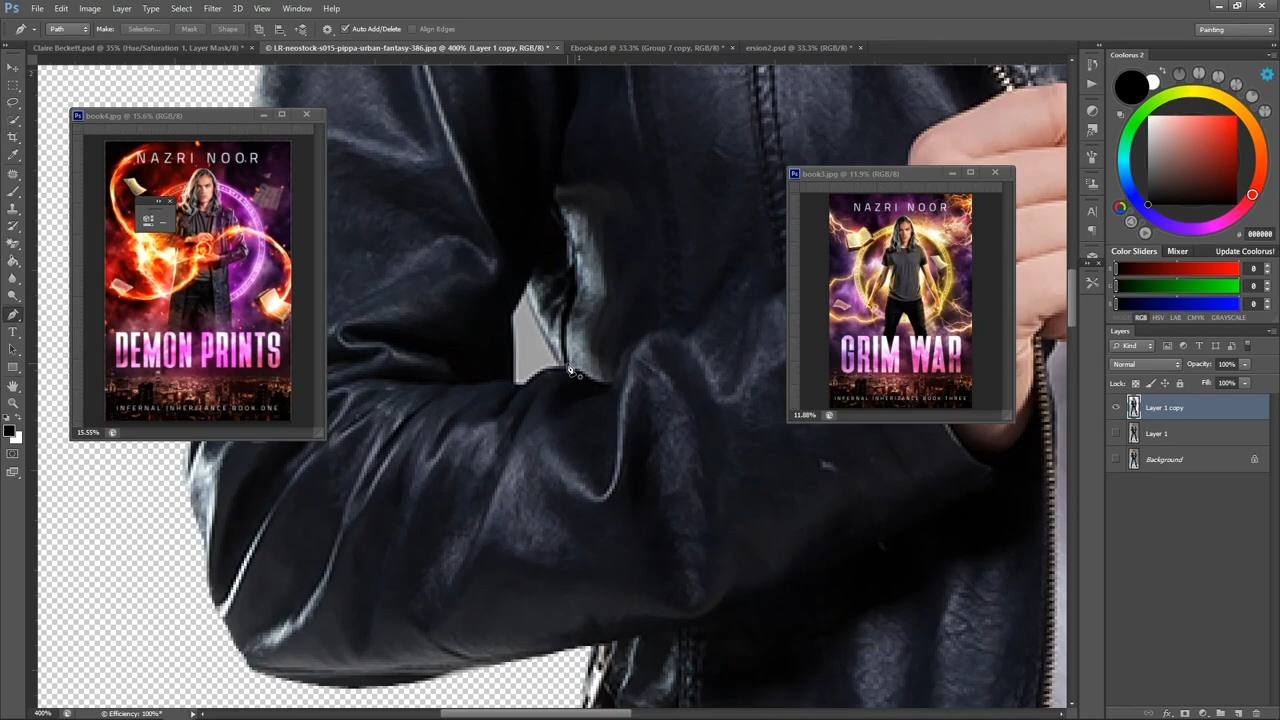 Ps File Edit Image Layer Type Select Filter 3D View Window Help
Path Make: Selection... Mask Shape Auto Add/Delete Align Edges Painting
Claire Beckett.psd @ 35% (Hue/Saturation 1, Layer Mask/8) * × © LR-neostock-s015-pippa-urban-fantasy-386.jpg @ 400% (Layer 1 copy, RGB/8) * × Ebook.psd @ 33.3% (Group 7 copy, RGB/8) * × ersion2.psd @ 33.3% (RGB/8) * ×
Coolorus 2
book4.jpg @ 15.6% (RGB/8)
NAZRI NOOR
DEMON PRINTS
INFERNAL INHERITANCE BOOK ONE
15.55%
book3.jpg @ 11.9% (RGB/8)
NAZRI NOOR
GRIM WAR
INFERNAL INHERITANCE BOOK THREE
11.88%
# 000000
Color Sliders Mixer Update Coolorus!
R 0
G 0
B 0
RGB HSV LAB CMYK GRAYSCALE
Layers
Kind
Normal Opacity: 100%
Lock: Fill: 100%
Layer 1 copy
Layer 1
Background
400% Efficiency: 100%*